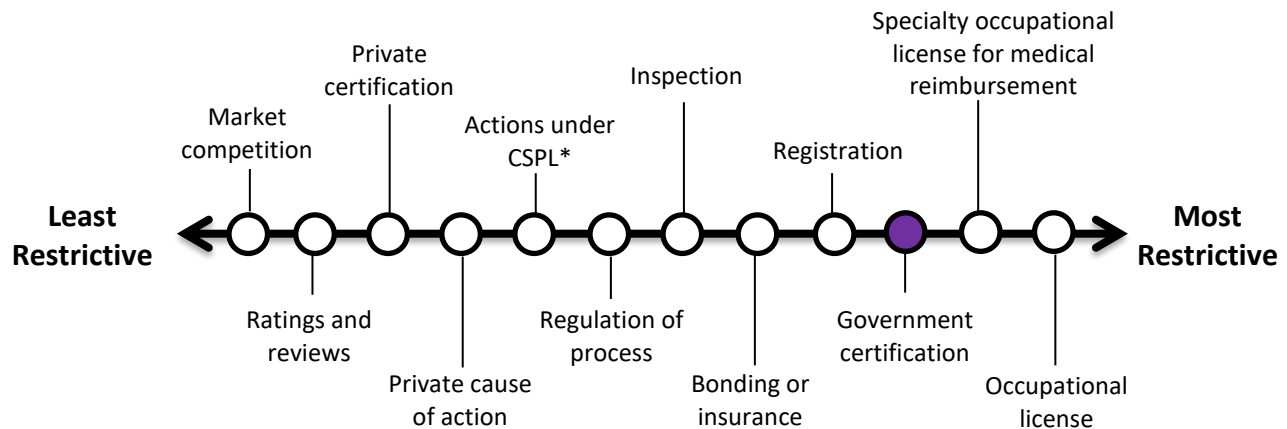 Least
Restrictive
Market
competition
Ratings and
reviews
Private
certification
Private cause
of action
Actions under
CSPL*
Regulation of
process
Inspection
Bonding or
insurance
Registration
Government
certification
Specialty occupational
license for medical
reimbursement
Occupational
license
Most
Restrictive